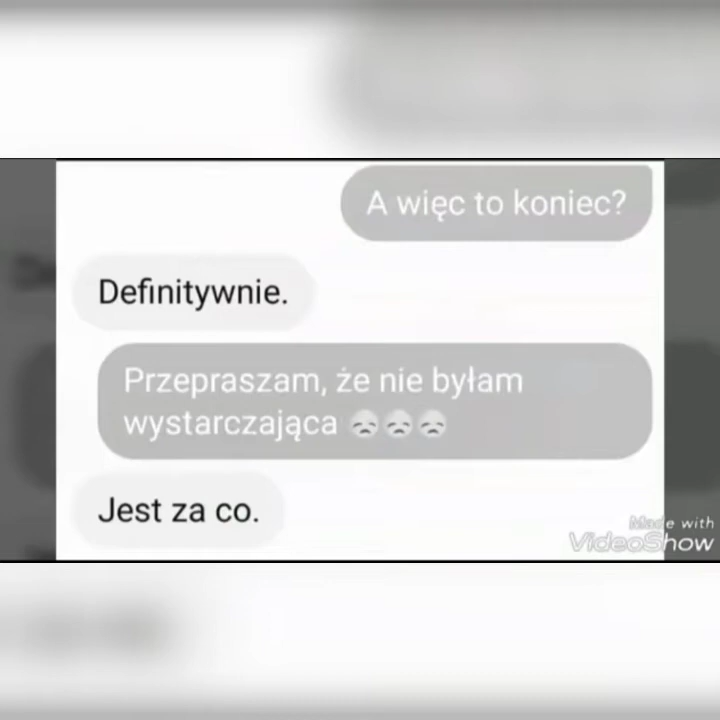 A więc to koniec?
Definitywnie.
Przepraszam, że nie byłam
wystarczająca 😞😞😞
Jest za co.
Made with
VideoShow